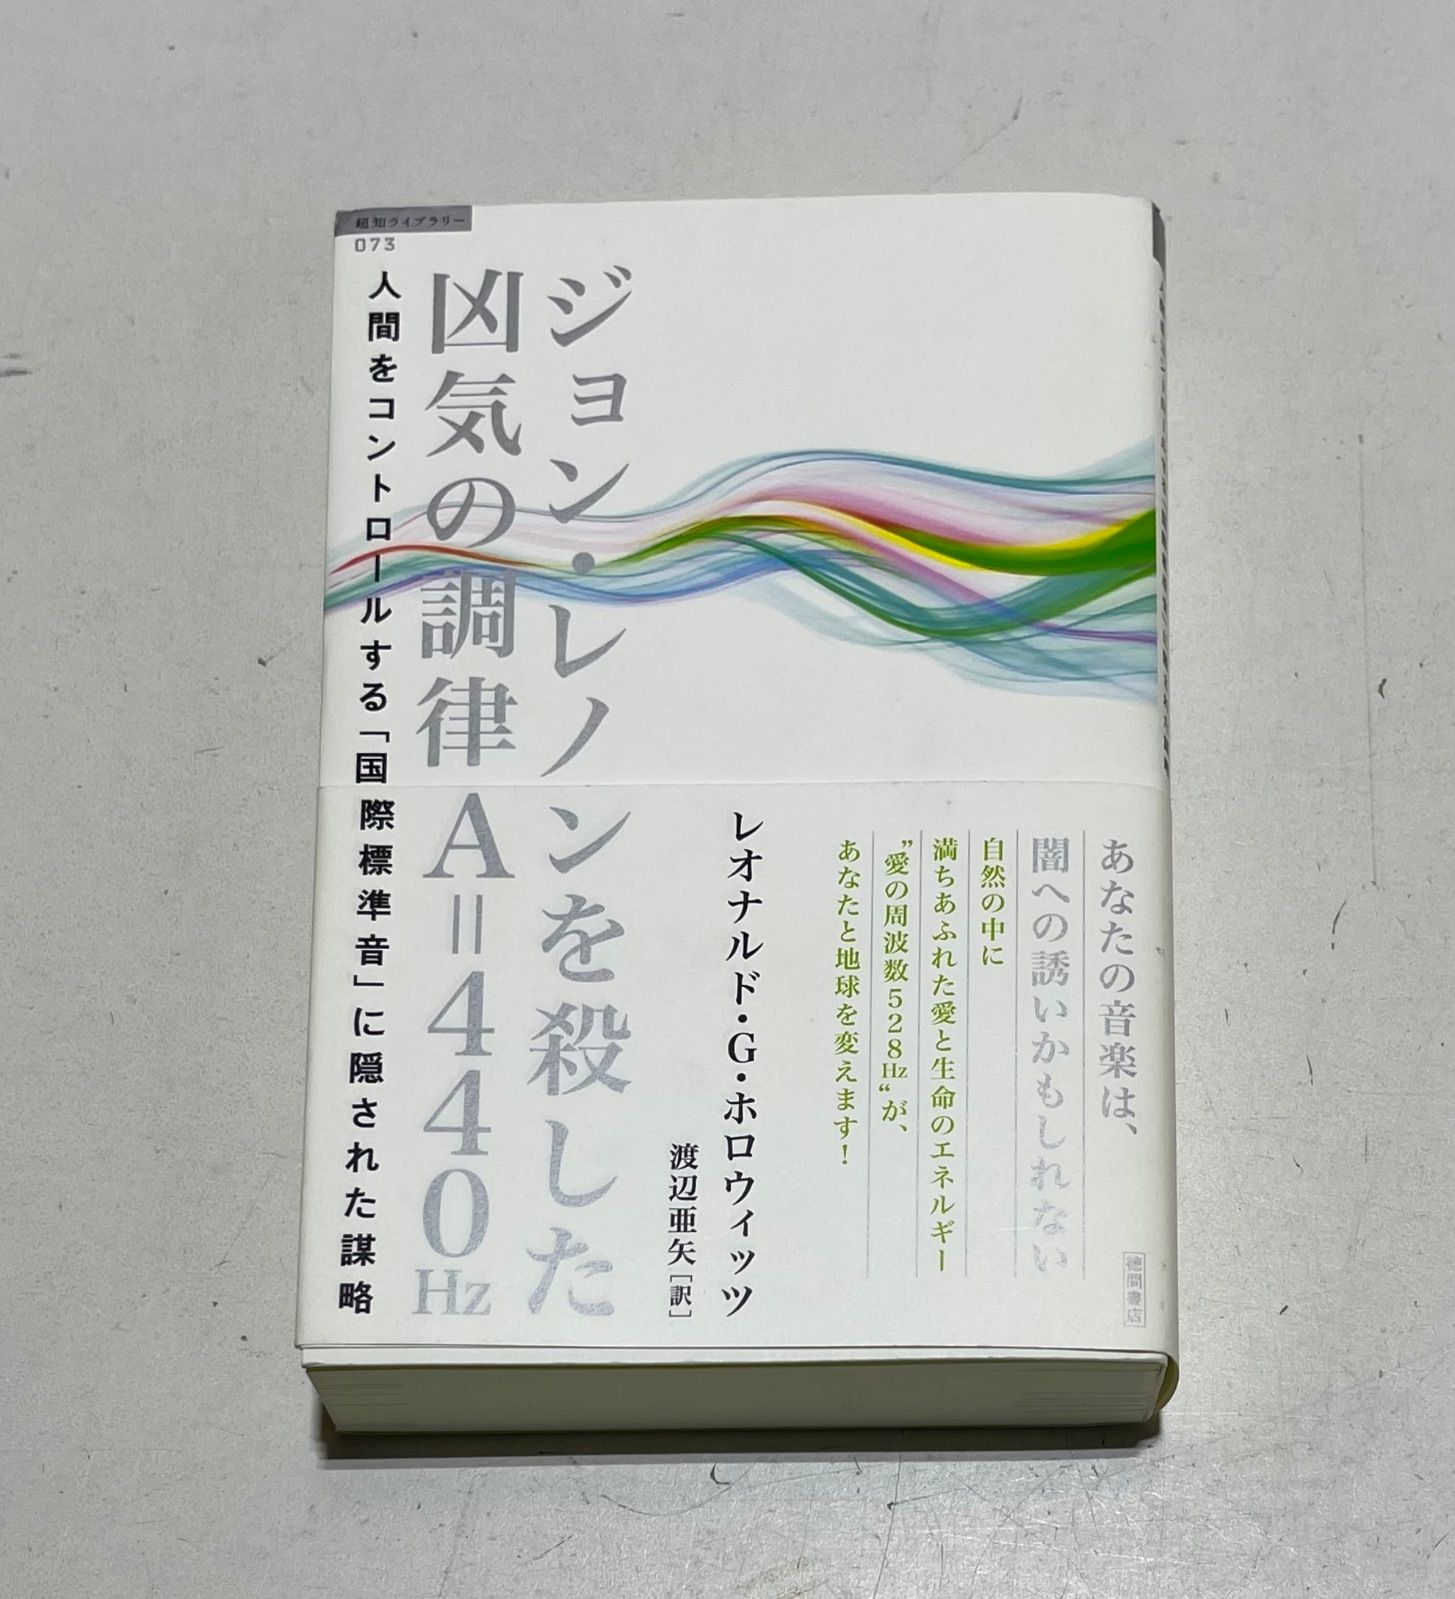 超知ライブラリー
073
ジョン・レノンを殺した
凶気の調律A=440Hz
人間をコントロールする「国際標準音」に隠された謀略
レオナルド・G・ホロウィッツ
渡辺亜矢［訳］
あなたの音楽は、
闇への誘いかもしれない
自然の中に
満ちあふれた愛と生命のエネルギー
"愛の周波数528Hz"が、
あなたと地球を変えます！
徳間書店